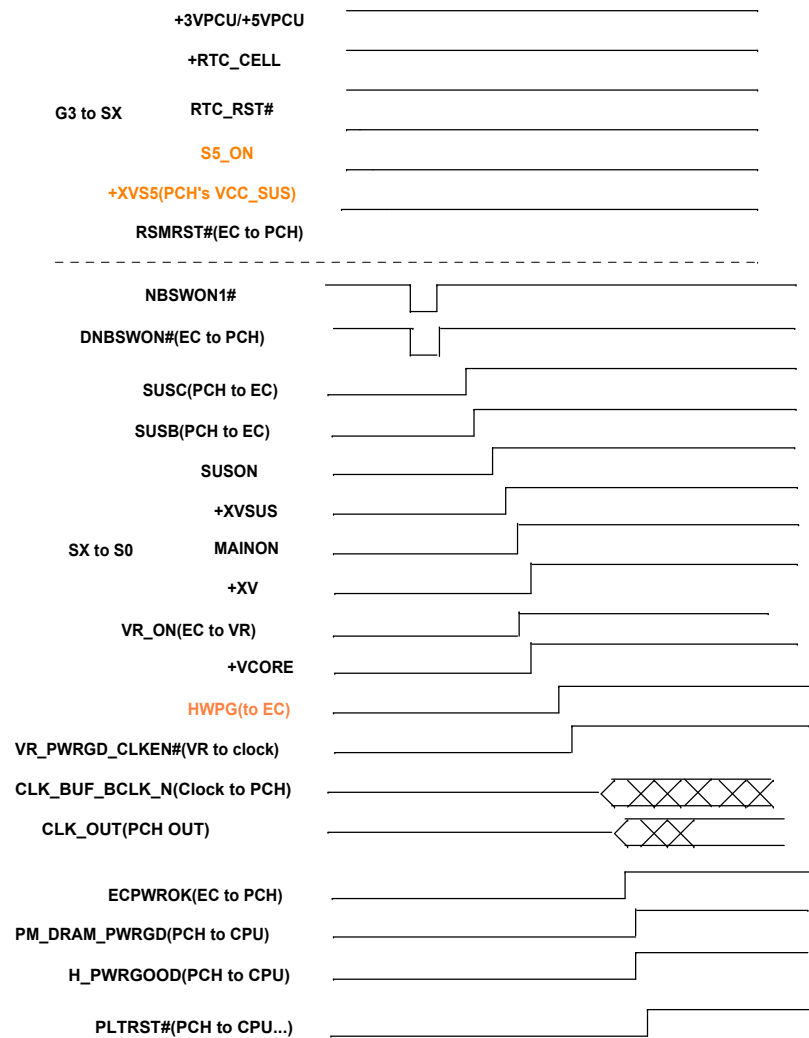 +3VPCU/+5VPCU
+RTC_CELL
G3 to SX
RTC_RST#
S5_ON
+XVS5(PCH's VCC_SUS)
RSMRST#(EC to PCH)
NBSWON1#
DNBSWON#(EC to PCH)
SUSC(PCH to EC)
SUSB(PCH to EC)
SUSON
+XVSUS
SX to S0
MAINON
+XV
VR_ON(EC to VR)
+VCORE
HWPG(to EC)
VR_PWRGD_CLKEN#(VR to clock)
CLK_BUF_BCLK_N(Clock to PCH)
CLK_OUT(PCH OUT)
ECPWROK(EC to PCH)
PM_DRAM_PWRGD(PCH to CPU)
H_PWRGOOD(PCH to CPU)
PLTRST#(PCH to CPU...)